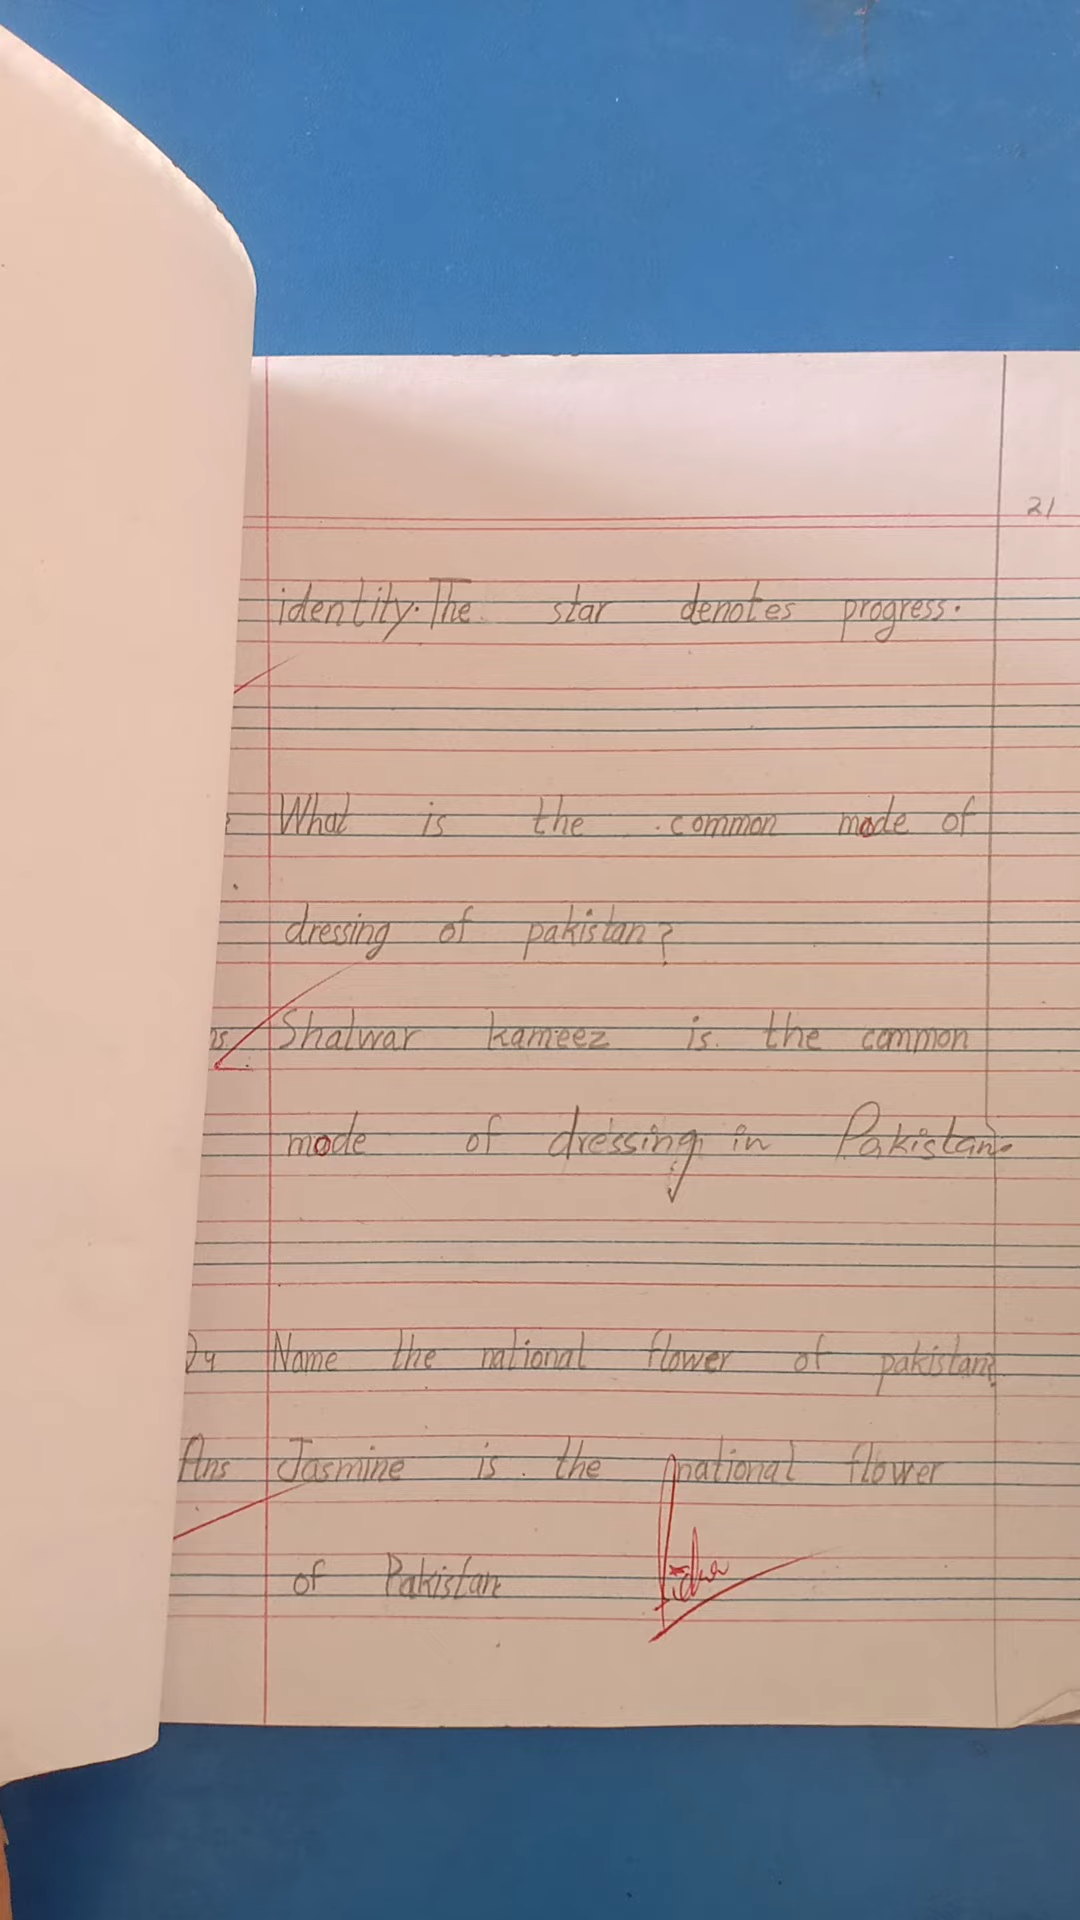 21
identity. The star denotes progress.
What is the common mode of
dressing of pakistan?
Shalwar kameez is the common
mode of dressing in Pakistan.
Name the national flower of pakistan?
Ans Jasmine is the national flower
of Pakistan